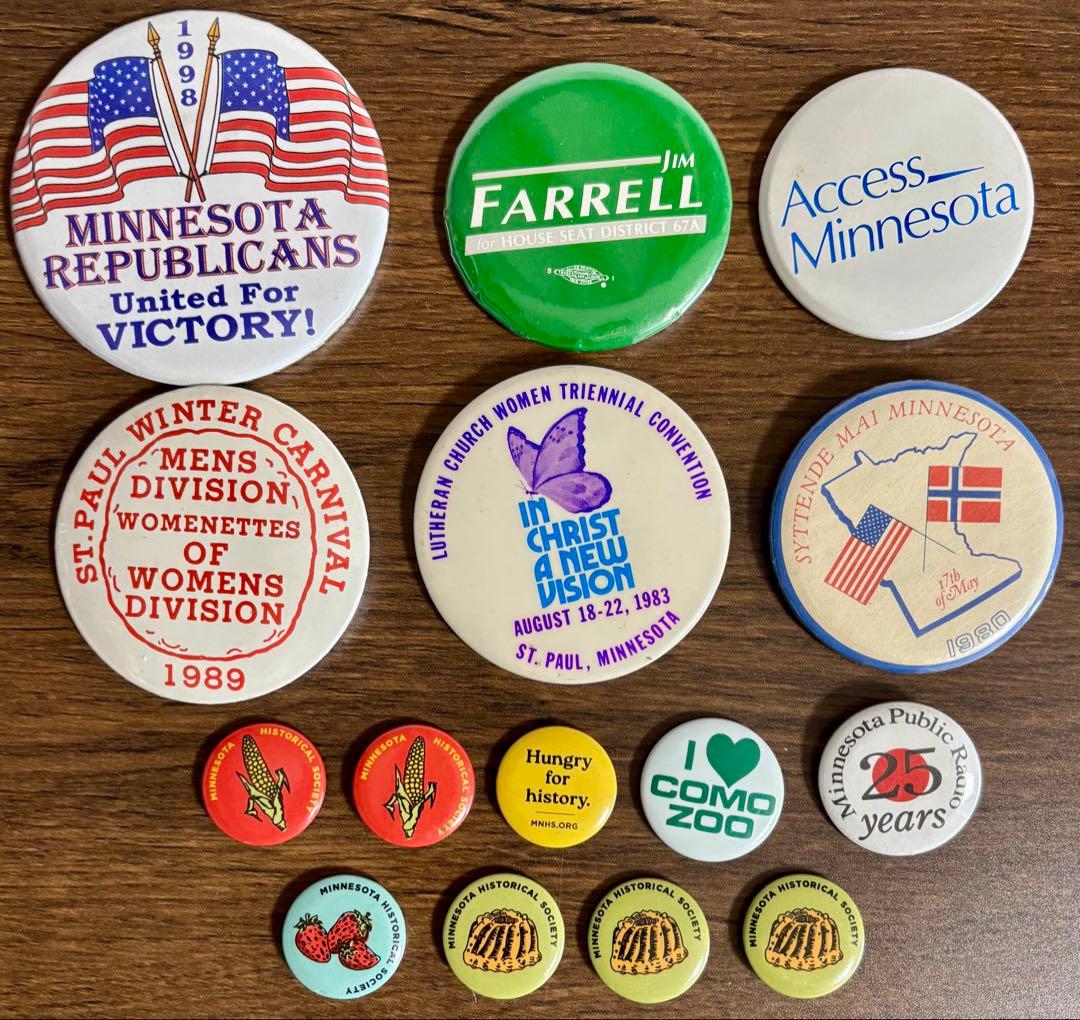 1998
MINNESOTA
REPUBLICANS
United For
VICTORY!
JIM
FARRELL
for HOUSE SEAT DISTRICT 67A
Access
Minnesota
ST. PAUL WINTER CARNIVAL
MENS
DIVISION
WOMENETTES
OF
WOMENS
DIVISION
1989
LUTHERAN CHURCH WOMEN TRIENNIAL CONVENTION
IN
CHRIST
A NEW
VISION
AUGUST 18-22, 1983
ST. PAUL, MINNESOTA
SYTTENDE MAI MINNESOTA
17th
of May
1980
MINNESOTA HISTORICAL SOCIETY
MINNESOTA HISTORICAL SOCIETY
Hungry
for
history.
MNHS.ORG
I ♥
COMO
ZOO
Minnesota Public Radio
25
years
MINNESOTA HISTORICAL SOCIETY
MINNESOTA HISTORICAL SOCIETY
MINNESOTA HISTORICAL SOCIETY
MINNESOTA HISTORICAL SOCIETY